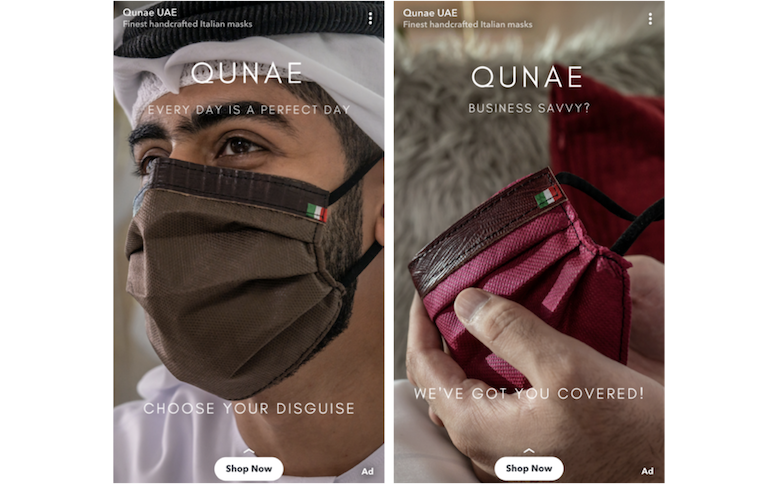 Qunae UAE
Finest handcrafted Italian masks
QUNAE
EVERY DAY IS A PERFECT DAY
CHOOSE YOUR DISGUISE
Shop Now
Ad
Qunae UAE
Finest handcrafted Italian masks
QUNAE
BUSINESS SAVVY?
WE'VE GOT YOU COVERED!
Shop Now
Ad